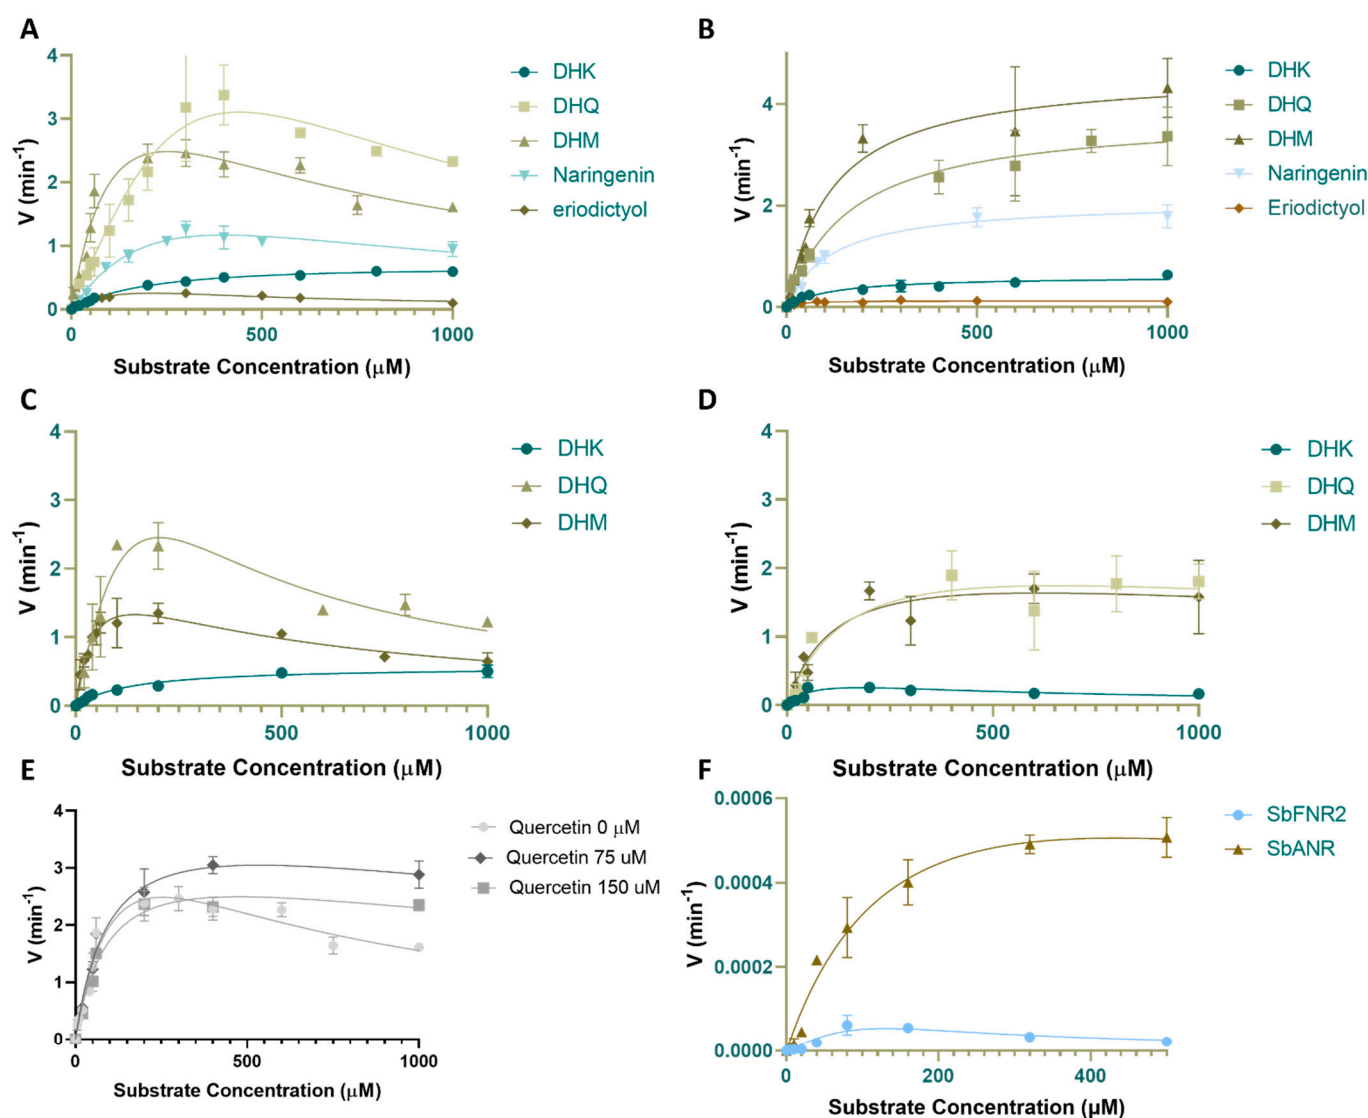 A
V (min⁻¹)
4
3
2
1
0
0
500
1000
Substrate Concentration (μM)
DHK
DHQ
DHM
Naringenin
eriodictyol
B
V (min⁻¹)
4
2
0
0
500
1000
Substrate Concentration (μM)
DHK
DHQ
DHM
Naringenin
Eriodictyol
C
V (min⁻¹)
4
3
2
1
0
0
500
1000
Substrate Concentration (μM)
DHK
DHQ
DHM
D
V (min⁻¹)
4
3
2
1
0
0
500
1000
Substrate Concentration (μM)
DHK
DHQ
DHM
E
V (min⁻¹)
4
3
2
1
0
0
500
1000
Substrate Concentration (μM)
Quercetin 0 μM
Quercetin 75 uM
Quercetin 150 uM
F
V (min⁻¹)
0.0006
0.0004
0.0002
0.0000
0
200
400
Substrate Concentration (µM)
SbFNR2
SbANR